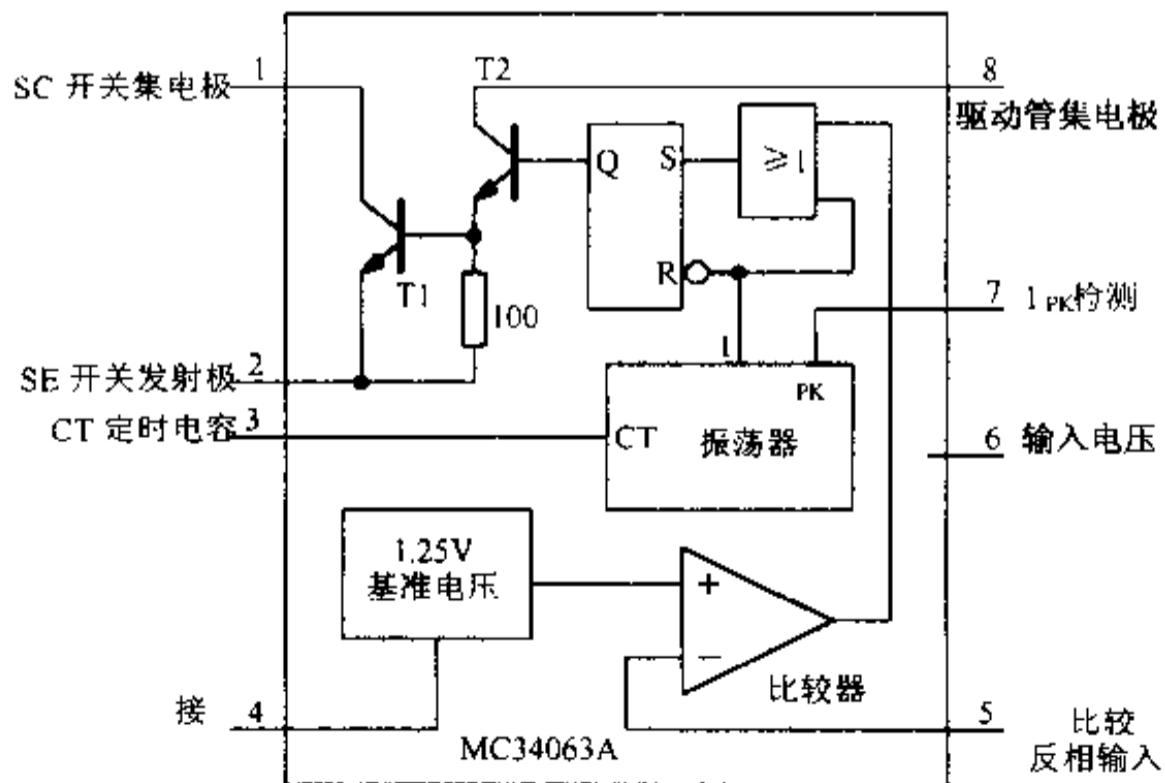 SC 开关集电极
1
T2
8
驱动管集电极
Q
S
≥1
R
T1
100
7
1PK检测
SE 开关发射极
2
1
PK
CT 定时电容
3
CT
振荡器
6
输入电压
1.25V
基准电压
+
−
比较器
接
4
5
比较
反相输入
MC34063A